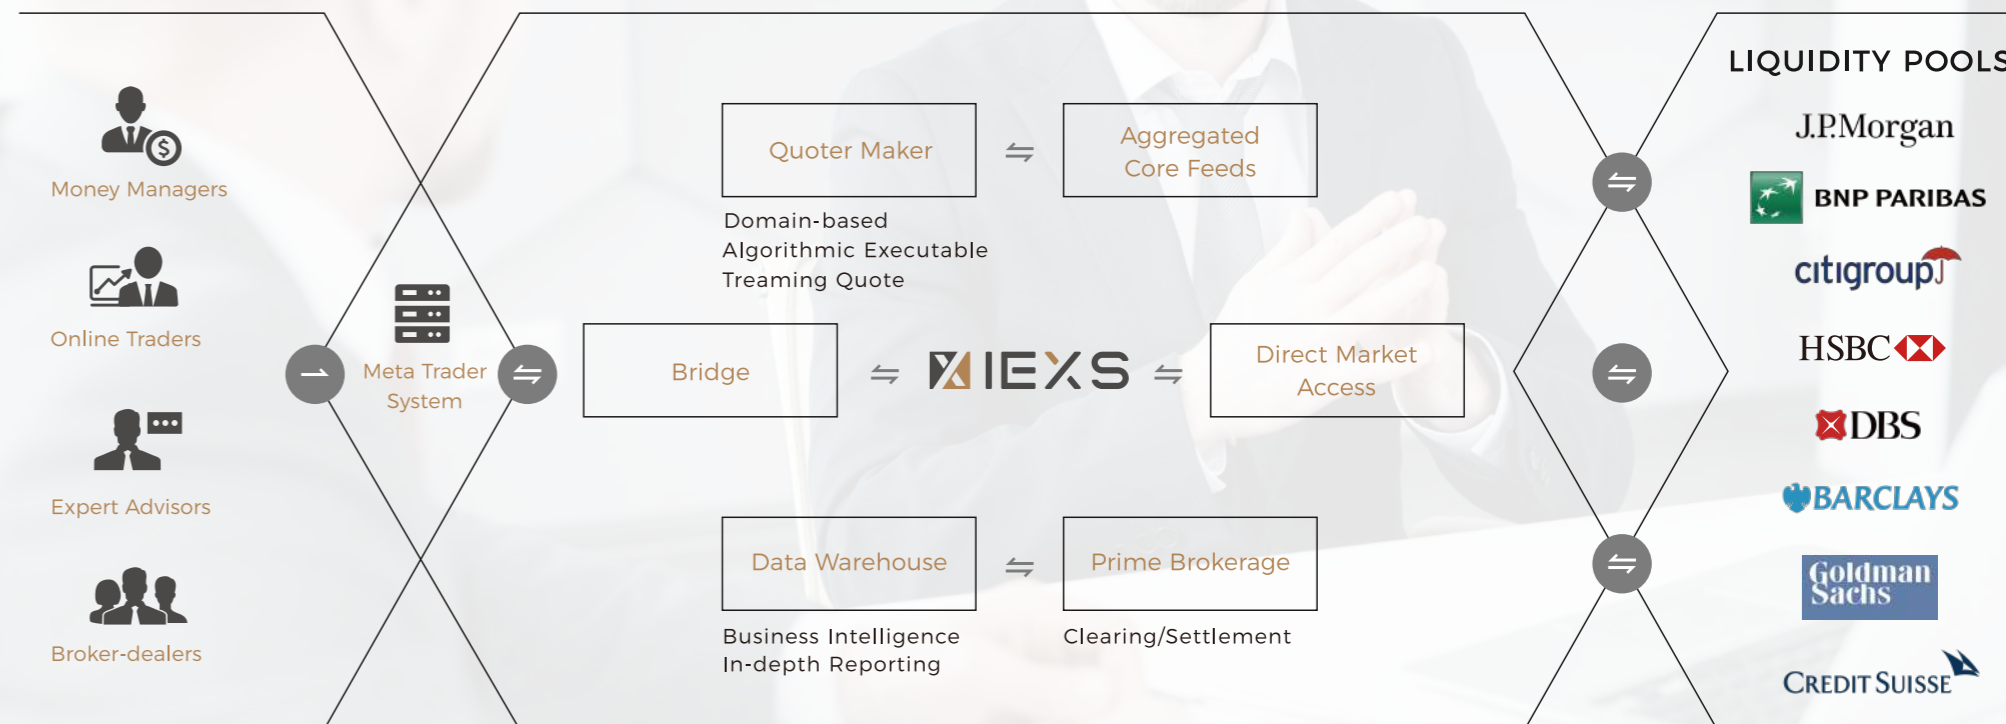 Money Managers
Online Traders
Expert Advisors
Broker-dealers
Meta Trader
System
Quoter Maker
Aggregated
Core Feeds
Domain-based
Algorithmic Executable
Treaming Quote
Bridge
IEXS
Direct Market
Access
Data Warehouse
Prime Brokerage
Business Intelligence
In-depth Reporting
Clearing/Settlement
LIQUIDITY POOLS
J.P.Morgan
BNP PARIBAS
citigroup
HSBC
DBS
BARCLAYS
Goldman
Sachs
CREDIT SUISSE